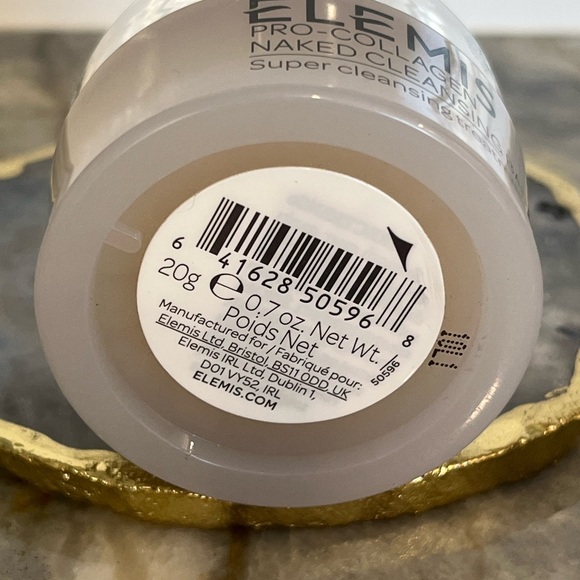 ELEMIS
PRO-COLLAGEN
NAKED CLEANSING
Super cleansing
6 41628 50596 8
20g e 0.7 oz. Net Wt.
Poids Net
50596
Manufactured for / Fabriqué pour:
Elemis Ltd, Bristol, BS11 0DD, UK
Elemis IRL Ltd, Dublin 1,
D01 VY52, IRL
ELEMIS.COM